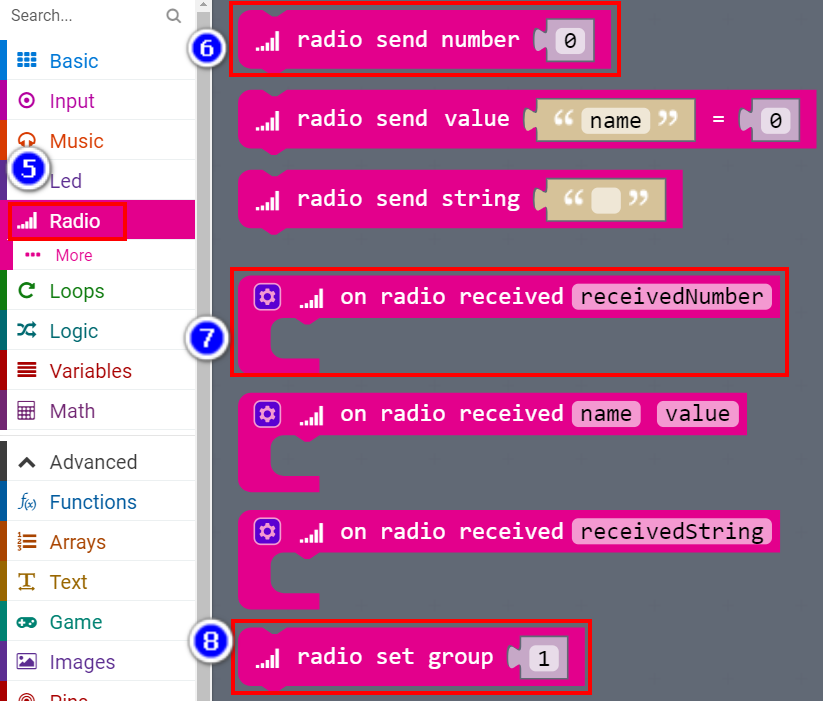 Search...
Basic
Input
Music
5
Led
Radio
More
Loops
Logic
Variables
Math
Advanced
Functions
Arrays
Text
Game
Images
Pins
6
radio send number 0
radio send value “ name ” = 0
radio send string “ ”
7
on radio received receivedNumber
on radio received name value
on radio received receivedString
8
radio set group 1